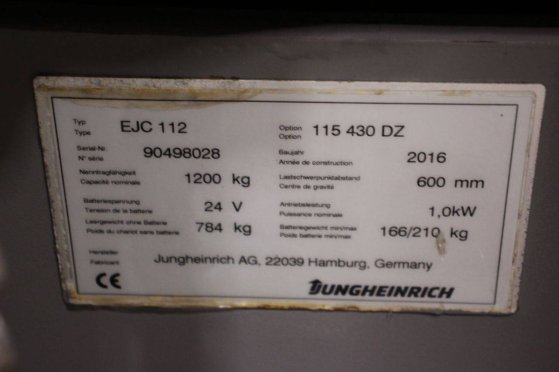 Typ Type EJC 112 Option Option 115 430 DZ
Serial-Nr. N° série 90498028 Baujahr Année de construction 2016
Nenntragfähigkeit Capacité nominale 1200 kg Lastschwerpunktabstand Centre de gravité 600 mm
Batteriespannung Tension de la batterie 24 V Antriebsleistung Puissance nominale 1,0kW
Leergewicht ohne Batterie Poids du chariot sans batterie 784 kg Batteriegewicht min/max Poids batterie min/max 166/210 kg
Hersteller Fabricant Jungheinrich AG, 22039 Hamburg, Germany
CE JUNGHEINRICH